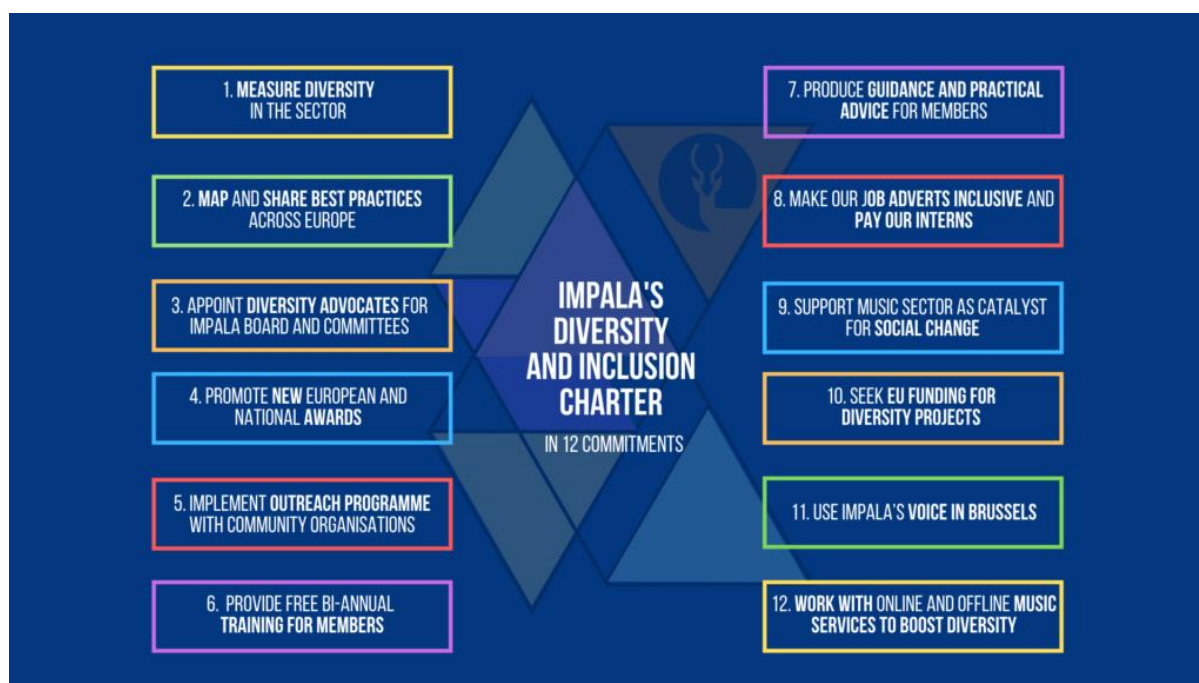 1. MEASURE DIVERSITY
IN THE SECTOR
2. MAP AND SHARE BEST PRACTICES
ACROSS EUROPE
3. APPOINT DIVERSITY ADVOCATES FOR
IMPALA BOARD AND COMMITTEES
4. PROMOTE NEW EUROPEAN AND
NATIONAL AWARDS
5. IMPLEMENT OUTREACH PROGRAMME
WITH COMMUNITY ORGANISATIONS
6. PROVIDE FREE BI-ANNUAL
TRAINING FOR MEMBERS
IMPALA'S
DIVERSITY
AND INCLUSION
CHARTER
IN 12 COMMITMENTS
7. PRODUCE GUIDANCE AND PRACTICAL
ADVICE FOR MEMBERS
8. MAKE OUR JOB ADVERTS INCLUSIVE AND
PAY OUR INTERNS
9. SUPPORT MUSIC SECTOR AS CATALYST
FOR SOCIAL CHANGE
10. SEEK EU FUNDING FOR
DIVERSITY PROJECTS
11. USE IMPALA'S VOICE IN BRUSSELS
12. WORK WITH ONLINE AND OFFLINE MUSIC
SERVICES TO BOOST DIVERSITY